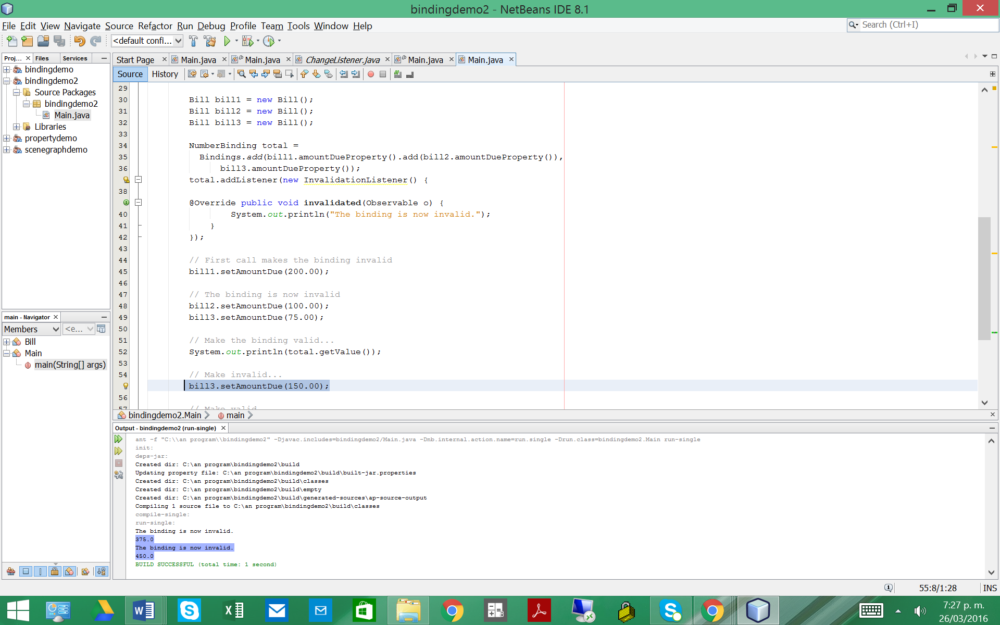 bindingdemo2 - NetBeans IDE 8.1
File Edit View Navigate Source Refactor Run Debug Profile Team Tools Window Help
Search (Ctrl+I)
<default confi...
Proj... Files Services
Start Page Main.java Main.java ChangeListener.java Main.java Main.java
Source History
bindingdemo
bindingdemo2
Source Packages
bindingdemo2
Main.java
Libraries
propertydemo
scenegraphdemo
main - Navigator
Members <e...
Bill
Main
main(String[] args)
29
30 Bill bill1 = new Bill();
31 Bill bill2 = new Bill();
32 Bill bill3 = new Bill();
33
34 NumberBinding total =
35 Bindings.add(bill1.amountDueProperty().add(bill2.amountDueProperty()),
36 bill3.amountDueProperty());
total.addListener(new InvalidationListener() {
38
@Override public void invalidated(Observable o) {
40 System.out.println("The binding is now invalid.");
41 }
42 });
43
44 // First call makes the binding invalid
45 bill1.setAmountDue(200.00);
46
47 // The binding is now invalid
48 bill2.setAmountDue(100.00);
49 bill3.setAmountDue(75.00);
50
51 // Make the binding valid...
52 System.out.println(total.getValue());
53
54 // Make invalid...
bill3.setAmountDue(150.00);
56
57 // Make valid
bindingdemo2.Main main
Output - bindingdemo2 (run-single)
ant -f "C:\\an program\\bindingdemo2" -Djavac.includes=bindingdemo2/Main.java -Dnb.internal.action.name=run.single -Drun.class=bindingdemo2.Main run-single
init:
deps-jar:
Created dir: C:\an program\bindingdemo2\build
Updating property file: C:\an program\bindingdemo2\build\built-jar.properties
Created dir: C:\an program\bindingdemo2\build\classes
Created dir: C:\an program\bindingdemo2\build\empty
Created dir: C:\an program\bindingdemo2\build\generated-sources\ap-source-output
Compiling 1 source file to C:\an program\bindingdemo2\build\classes
compile-single:
run-single:
The binding is now invalid.
375.0
The binding is now invalid.
450.0
BUILD SUCCESSFUL (total time: 1 second)
55:8/1:28 INS
7:27 p. m.
26/03/2016